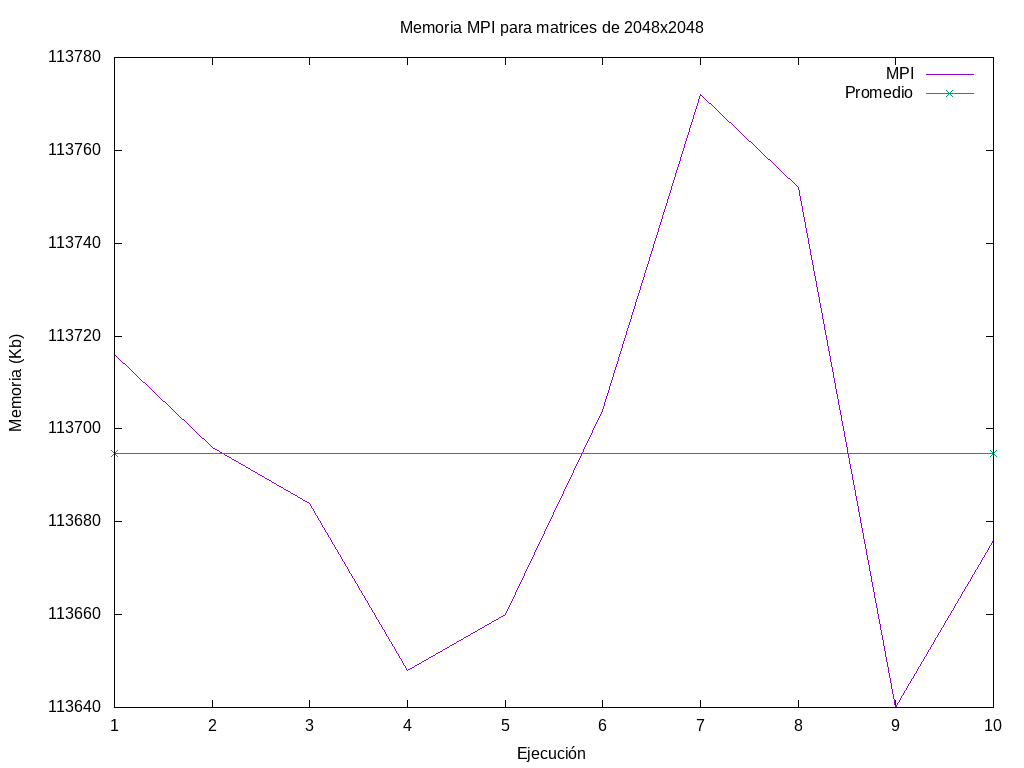 Memoria MPI para matrices de 2048x2048
113780
113760
113740
113720
113700
113680
113660
113640
Memoria (Kb)
MPI
Promedio
1 2 3 4 5 6 7 8 9 10
Ejecución